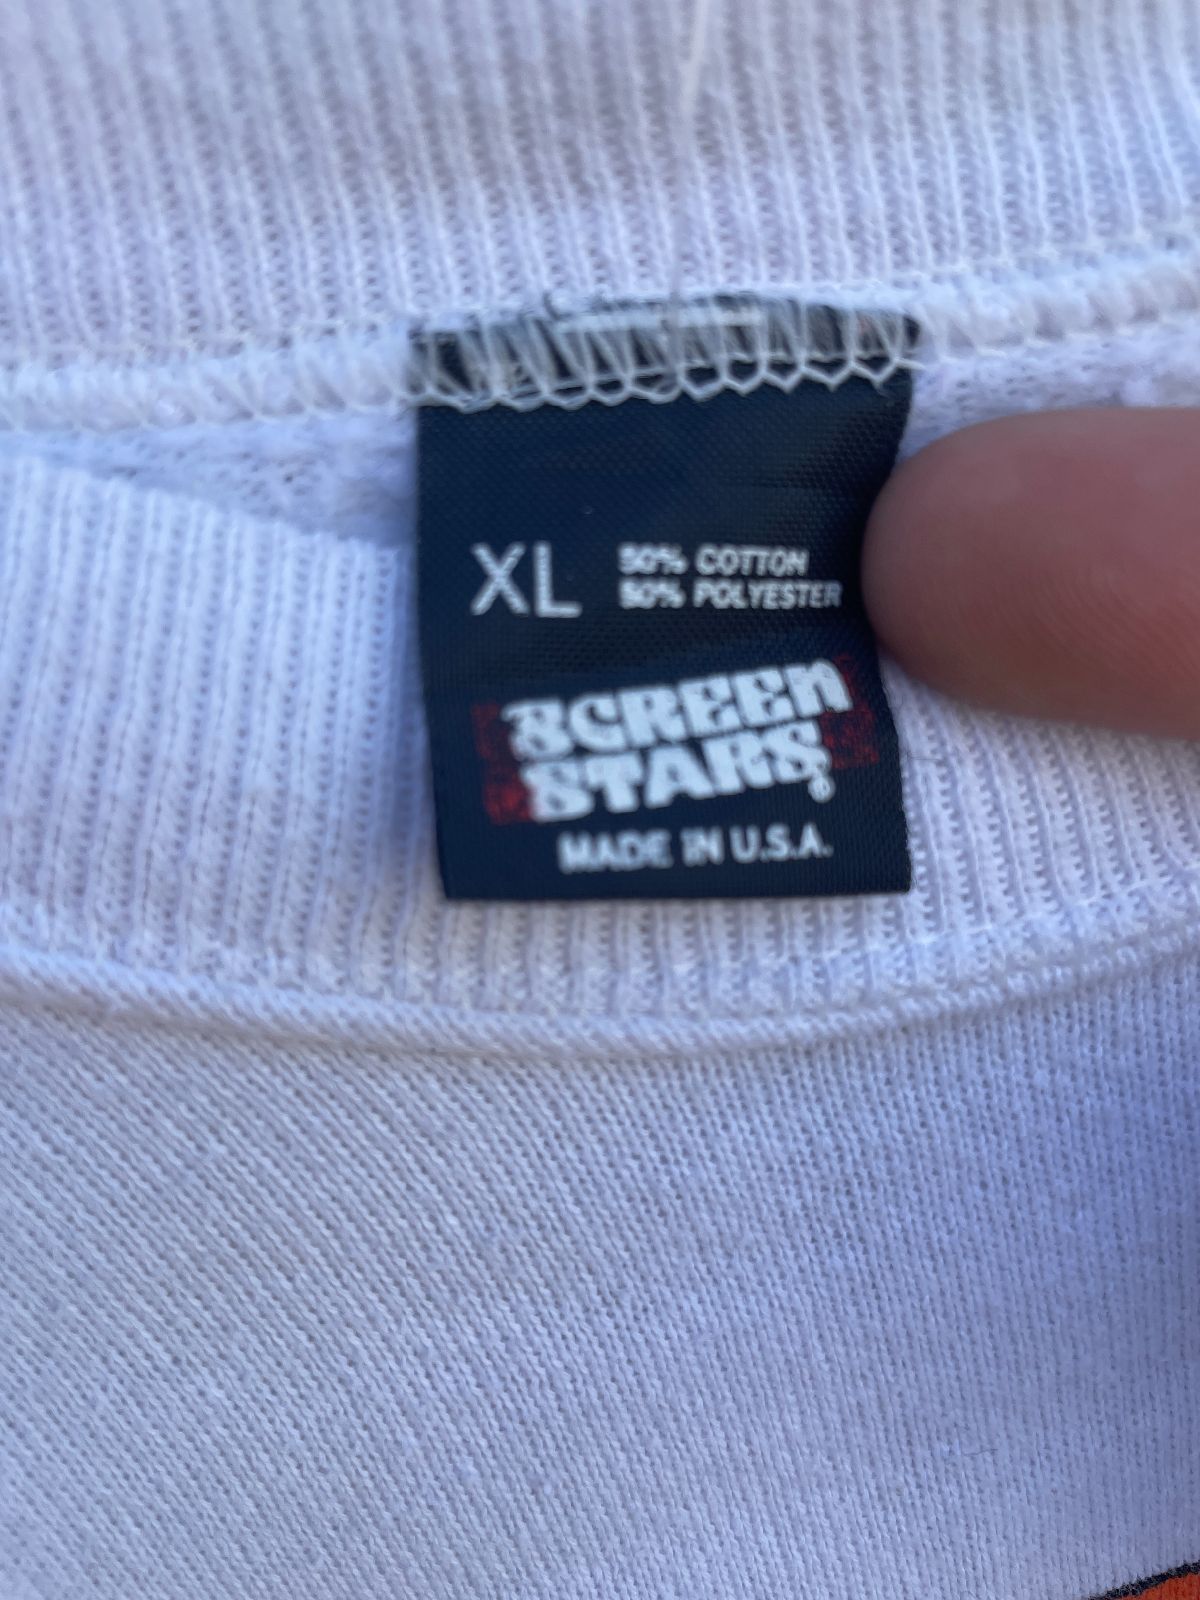 XL
50% COTTON
50% POLYESTER
SCREEN
STARS®
MADE IN U.S.A.